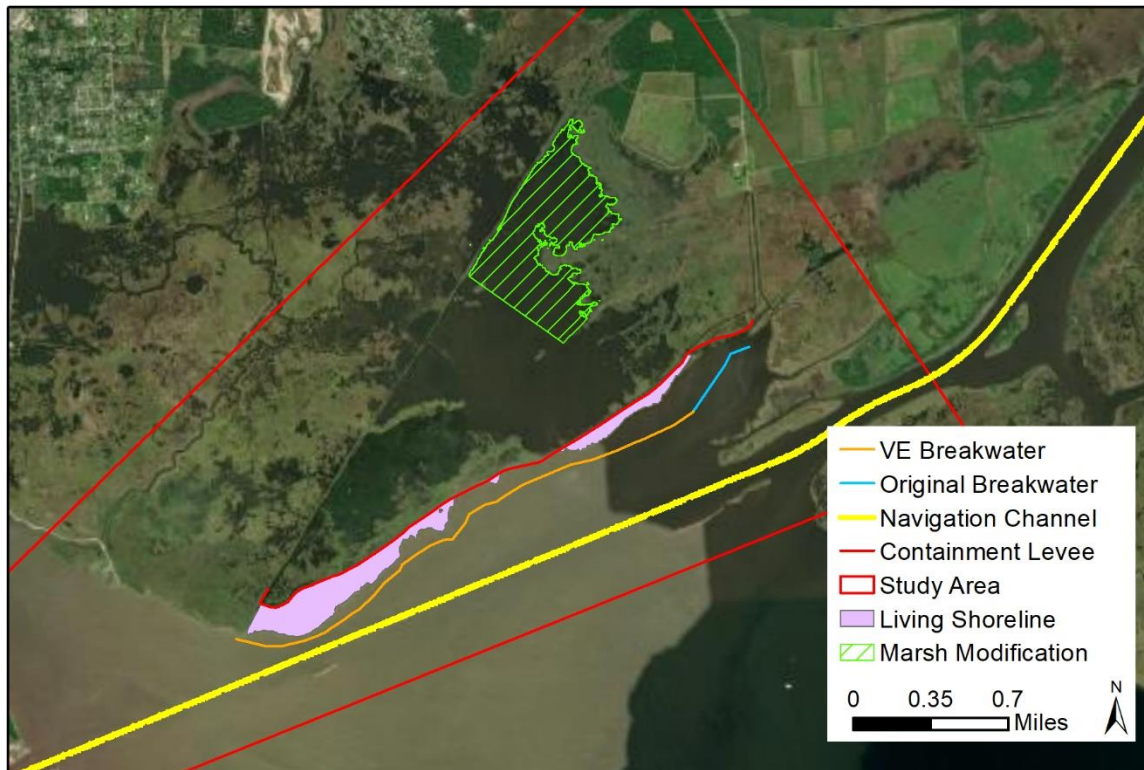 VE Breakwater
Original Breakwater
Navigation Channel
Containment Levee
Study Area
Living Shoreline
Marsh Modification
0 0.35 0.7
Miles
N